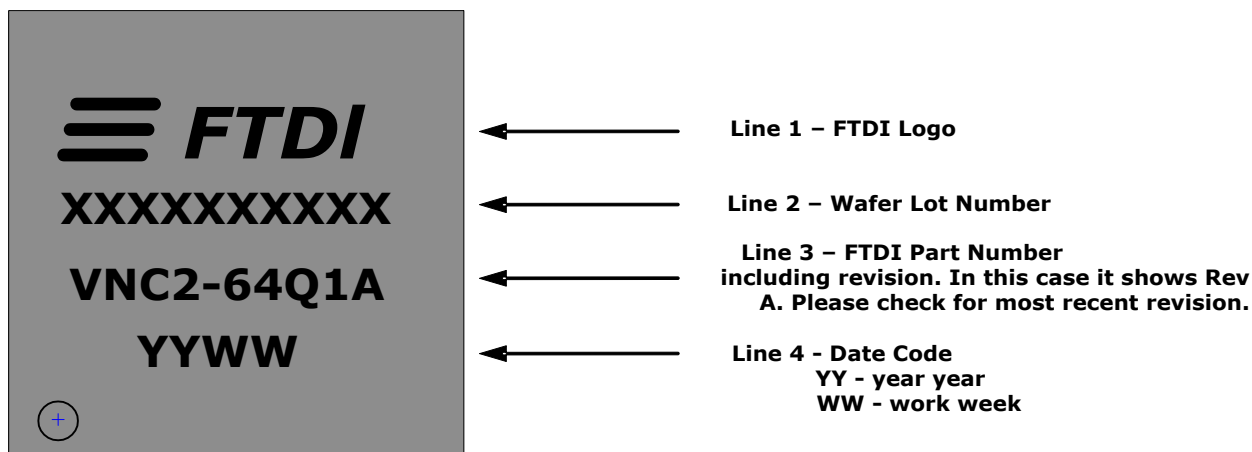 FTDI
Line 1 – FTDI Logo
XXXXXXXXXX
Line 2 – Wafer Lot Number
VNC2-64Q1A
Line 3 – FTDI Part Number
including revision. In this case it shows Rev
A. Please check for most recent revision.
YYWW
Line 4 - Date Code
YY - year year
WW - work week